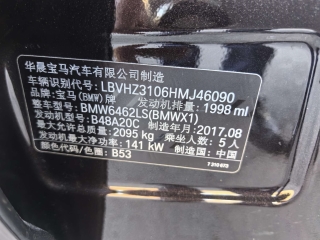 华晨宝马汽车有限公司制造
车辆识别代号: LBVHZ3106HMJ46090
品牌: 宝马(BMW)牌 发动机排量: 1998 ml
整车型号: BMW6462LS(BMWX1)
发动机型号: B48A20C 制造年月:2017.08
最大允许总质量: 2095 kg 乘坐人数: 5 人
发动机最大净功率: 141 kW 制造国: 中国
颜色代码/色圈: B53